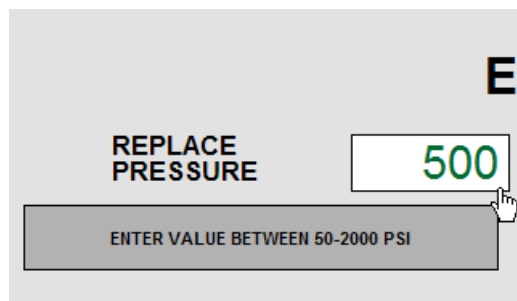 E
REPLACE
PRESSURE
500
ENTER VALUE BETWEEN 50-2000 PSI